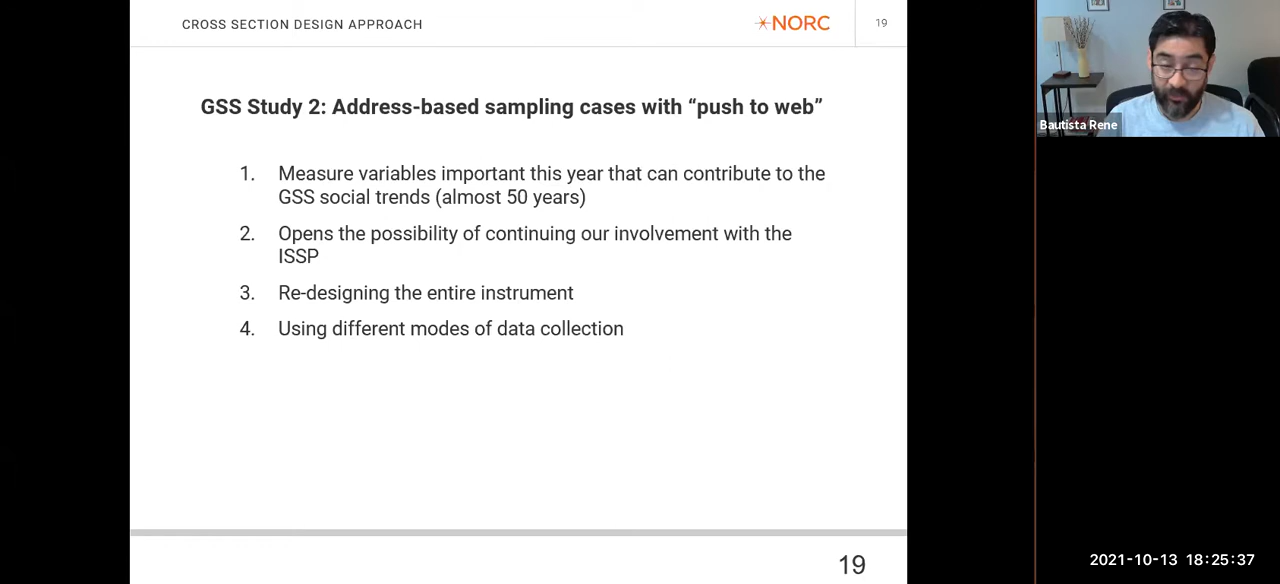 CROSS SECTION DESIGN APPROACH
NORC
19
GSS Study 2: Address-based sampling cases with “push to web”
1. Measure variables important this year that can contribute to the
GSS social trends (almost 50 years)
2. Opens the possibility of continuing our involvement with the
ISSP
3. Re-designing the entire instrument
4. Using different modes of data collection
19
Bautista Rene
2021-10-13 18:25:37